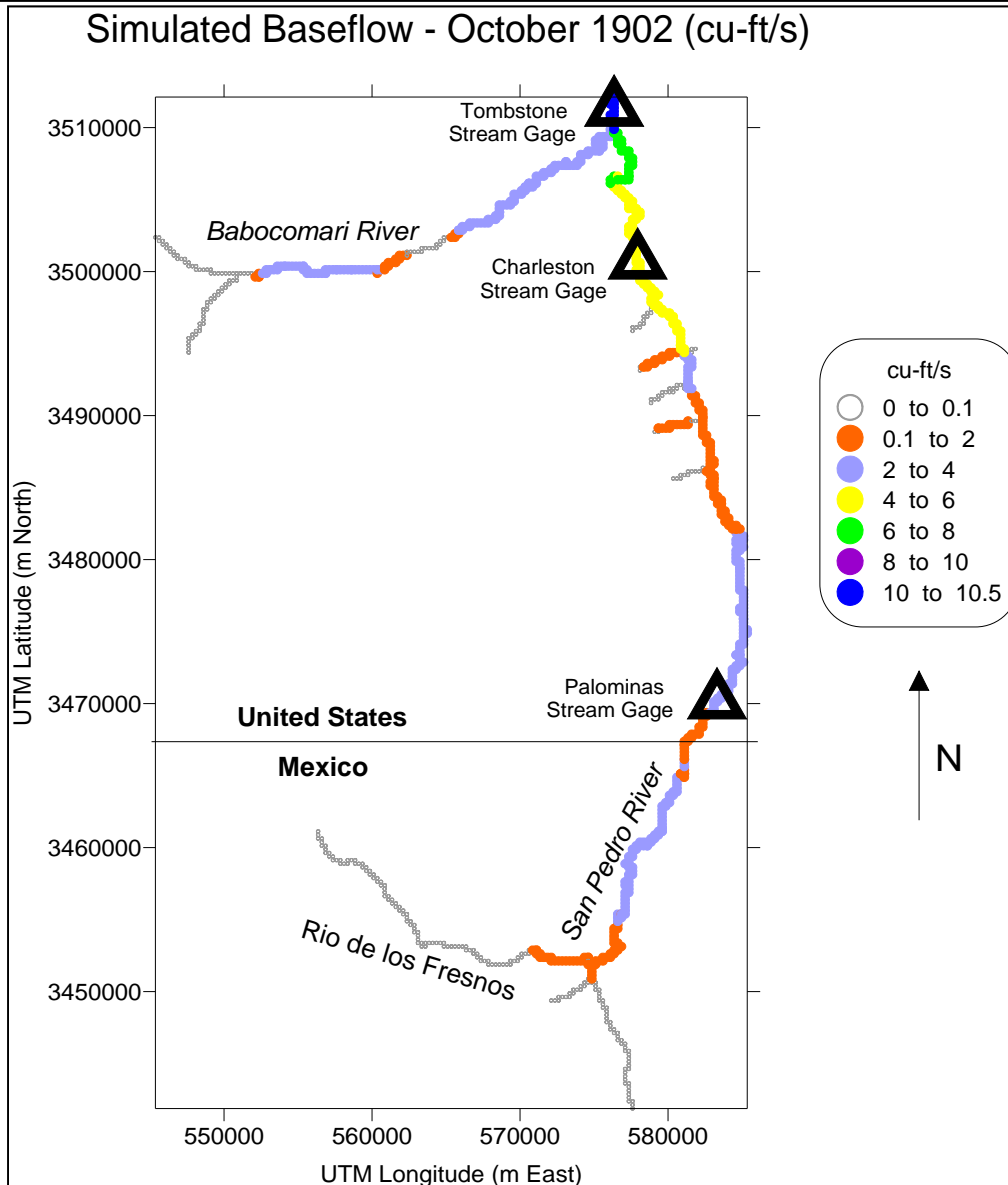 Simulated Baseflow - October 1902 (cu-ft/s)
Tombstone
Stream Gage
3510000
Babocomari River
3500000
Charleston
Stream Gage
cu-ft/s
0 to 0.1
0.1 to 2
2 to 4
4 to 6
6 to 8
8 to 10
10 to 10.5
3490000
3480000
UTM Latitude (m North)
3470000
Palominas
Stream Gage
United States
Mexico
N
3460000
San Pedro River
Rio de los Fresnos
3450000
550000 560000 570000 580000
UTM Longitude (m East)